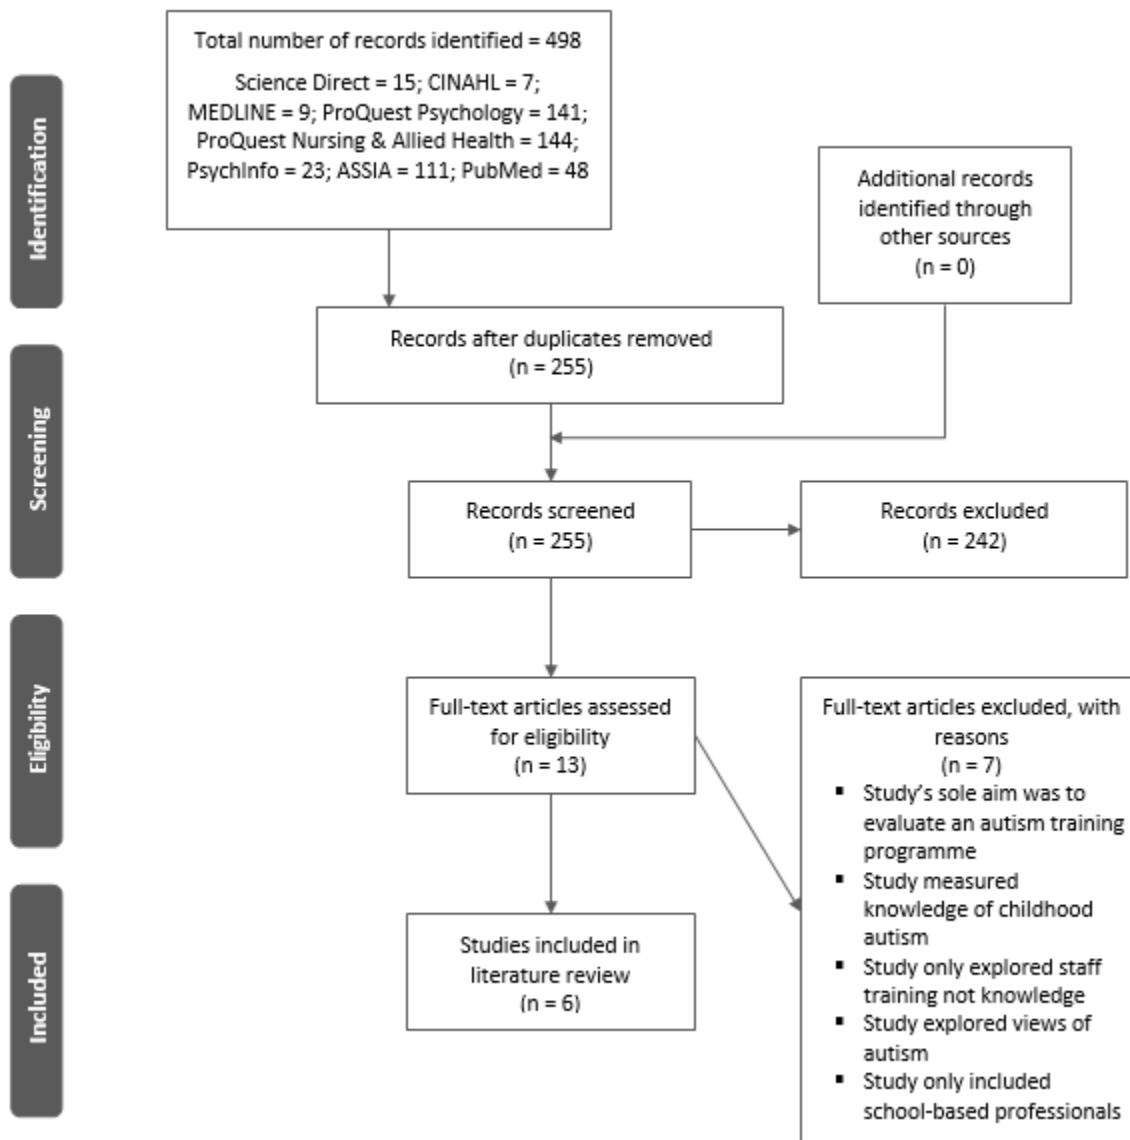 Identification
Total number of records identified = 498
Science Direct = 15; CINAHL = 7;
MEDLINE = 9; ProQuest Psychology = 141;
ProQuest Nursing & Allied Health = 144;
PsychInfo = 23; ASSIA = 111; PubMed = 48
Additional records
identified through
other sources
(n = 0)
Screening
Records after duplicates removed
(n = 255)
Records screened
(n = 255)
Records excluded
(n = 242)
Eligibility
Full-text articles assessed
for eligibility
(n = 13)
Full-text articles excluded, with
reasons
(n = 7)
▪ Study’s sole aim was to
evaluate an autism training
programme
▪ Study measured
knowledge of childhood
autism
▪ Study only explored staff
training not knowledge
▪ Study explored views of
autism
▪ Study only included
school-based professionals
Included
Studies included in
literature review
(n = 6)